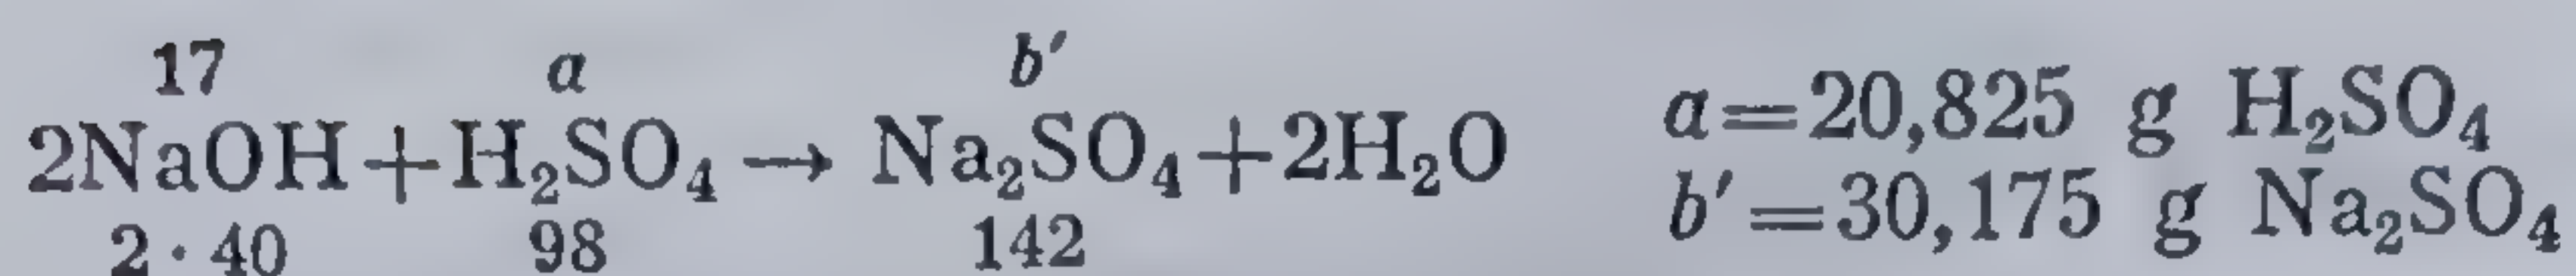 17 a b′
2NaOH+H₂SO₄→Na₂SO₄+2H₂O
2·40 98 142
a=20,825 g H₂SO₄
b′=30,175 g Na₂SO₄